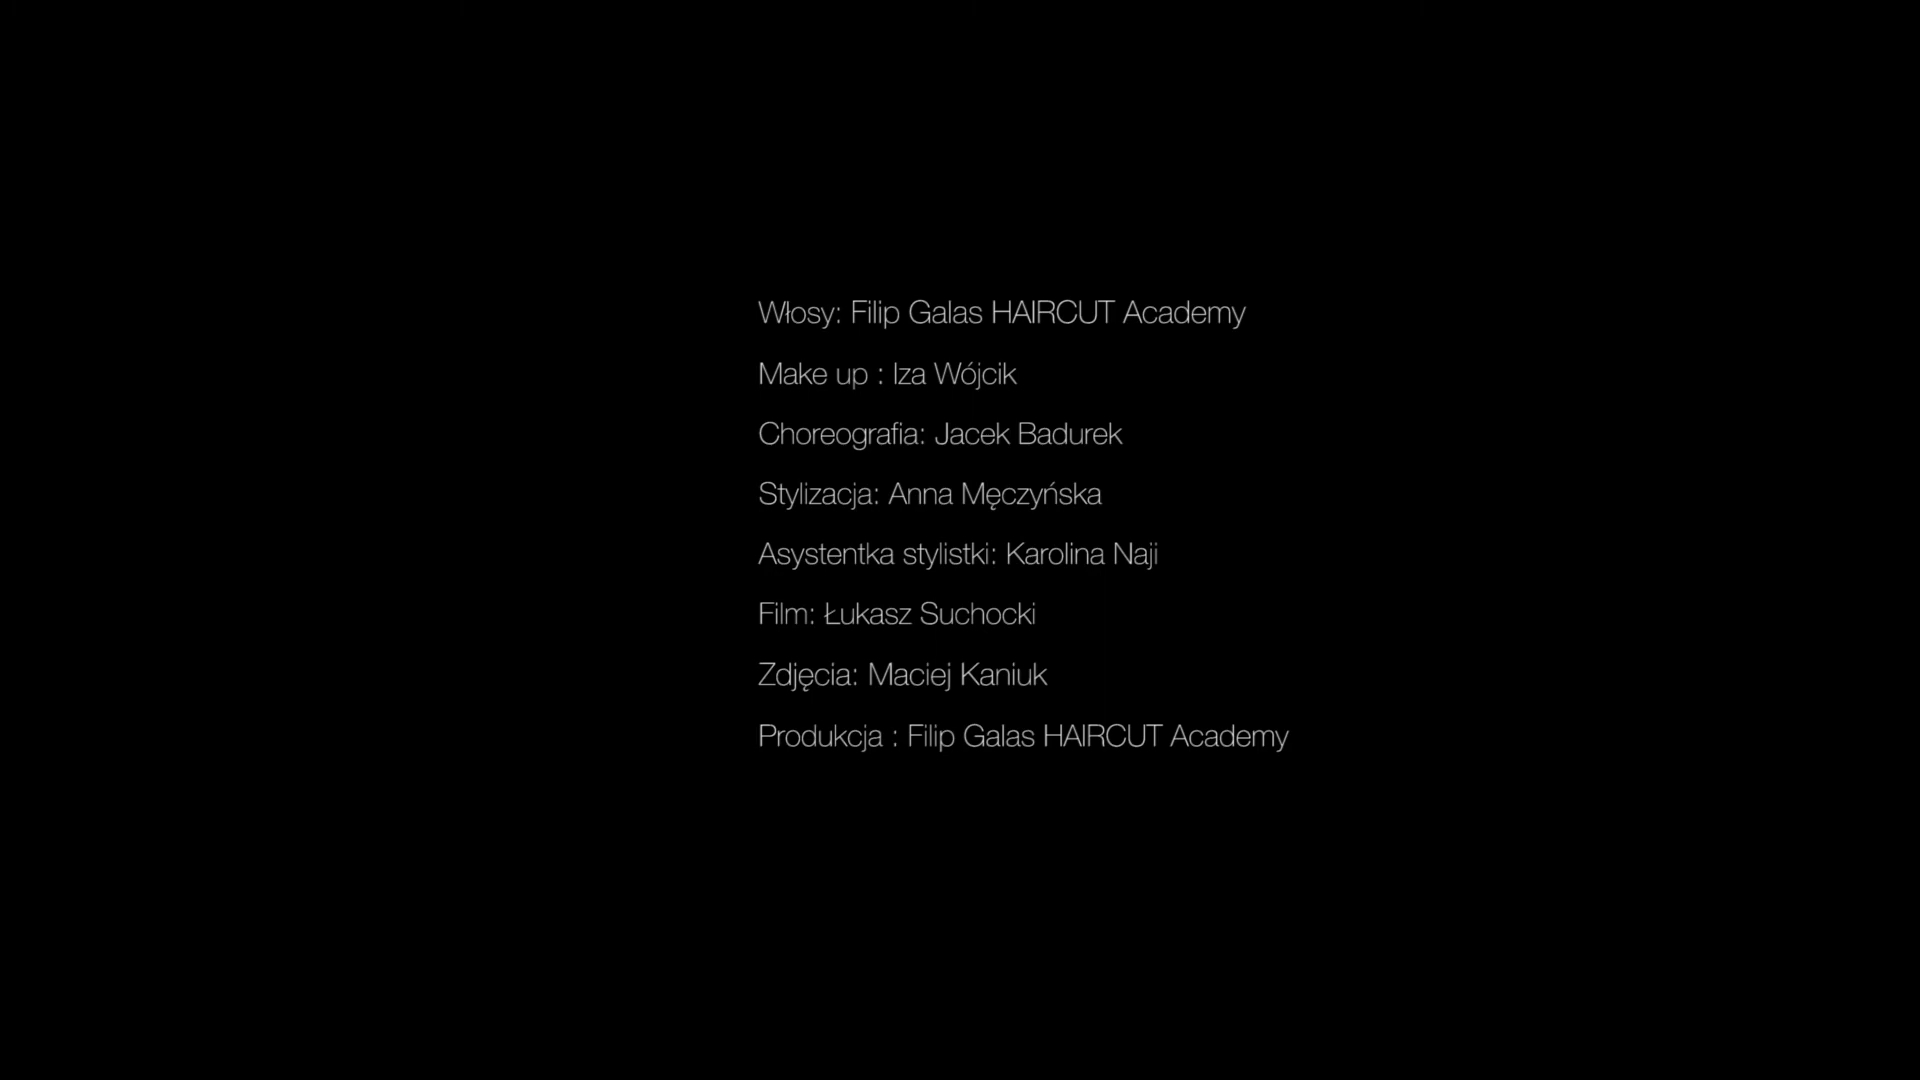 Włosy: Filip Galas HAIRCUT Academy
Make up : Iza Wójcik
Choreografia: Jacek Badurek
Stylizacja: Anna Męczyńska
Asystentka stylistki: Karolina Naji
Film: Łukasz Suchocki
Zdjęcia: Maciej Kaniuk
Produkcja : Filip Galas HAIRCUT Academy